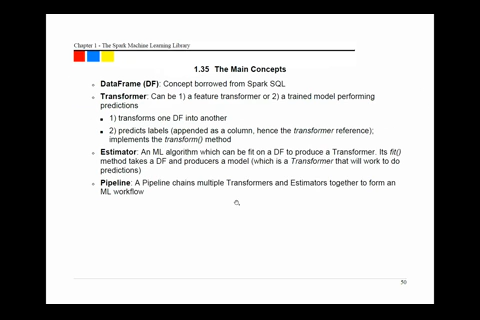 Chapter 1 - The Spark Machine Learning Library
1.35 The Main Concepts
DataFrame (DF): Concept borrowed from Spark SQL
Transformer: Can be 1) a feature transformer or 2) a trained model performing
predictions
1) transforms one DF into another
2) predicts labels (appended as a column, hence the transformer reference);
implements the transform() method
Estimator: An ML algorithm which can be fit on a DF to produce a Transformer. Its fit()
method takes a DF and producers a model (which is a Transformer that will work to do
predictions)
Pipeline: A Pipeline chains multiple Transformers and Estimators together to form an
ML workflow
50